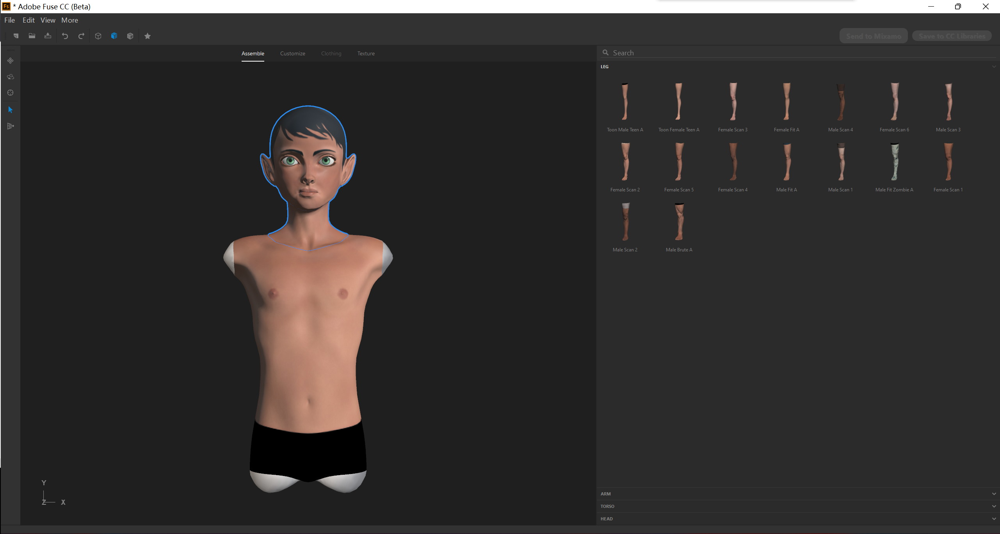 Fs * Adobe Fuse CC (Beta)
File Edit View More
Send to Mixamo Save to CC Libraries
Assemble Customize Clothing Texture
Search
LEG
Toon Male Teen A Toon Female Teen A Female Scan 3 Female Fit A Male Scan 4 Female Scan 6 Male Scan 3
Female Scan 2 Female Scan 5 Female Scan 4 Male Fit A Male Scan 1 Male Fit Zombie A Female Scan 1
Male Scan 2 Male Brute A
Y
Z X
ARM
TORSO
HEAD